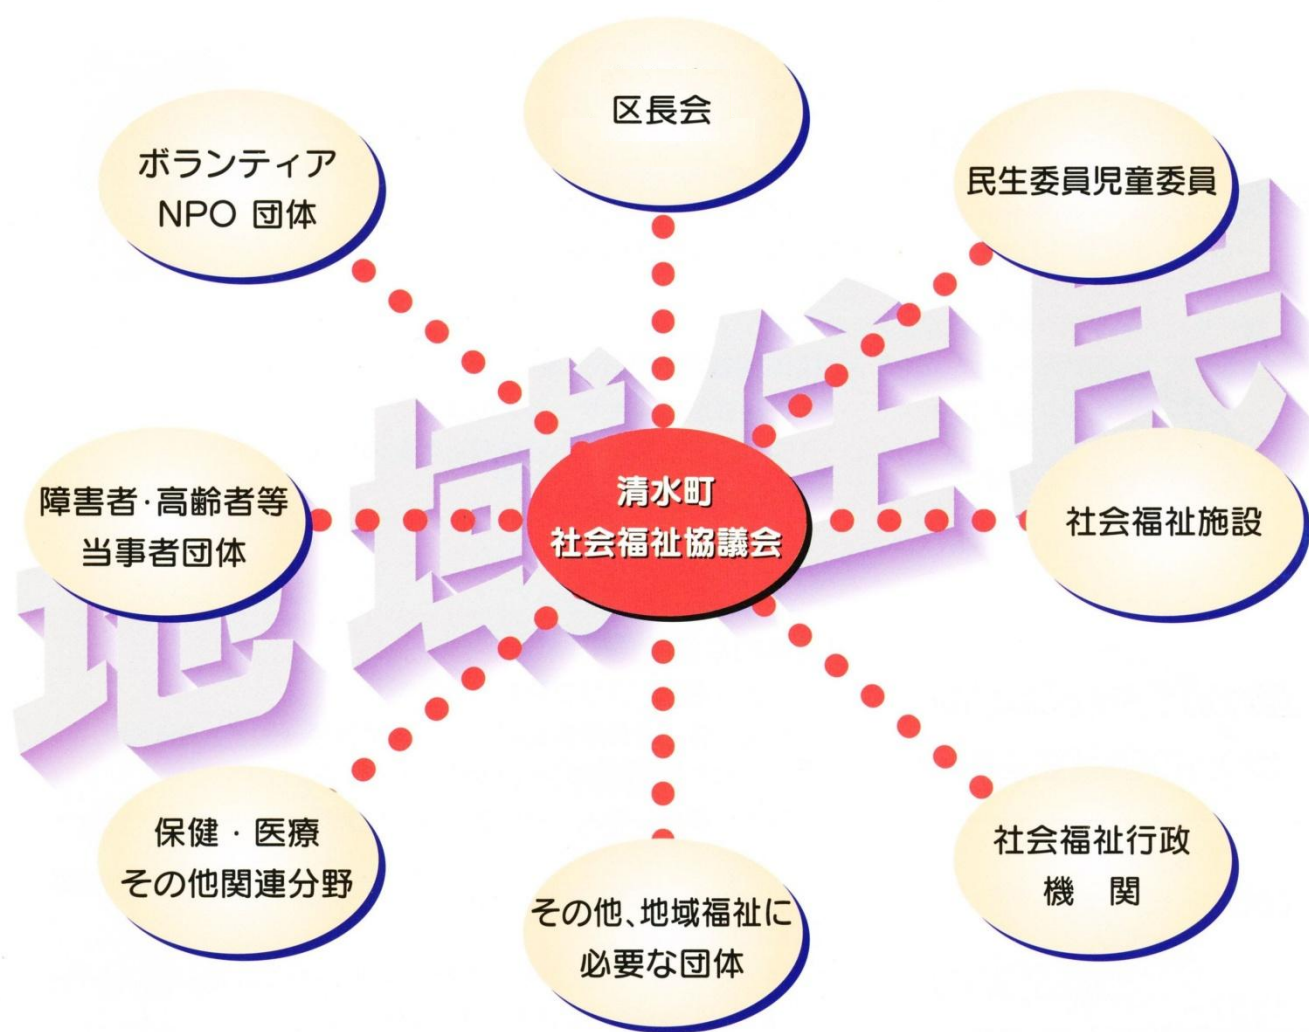 区長会
ボランティア
NPO 団体
民生委員児童委員
地域住民
障害者・高齢者等
当事者団体
清水町
社会福祉協議会
社会福祉施設
保健・医療
その他関連分野
その他、地域福祉に
必要な団体
社会福祉行政
機　関